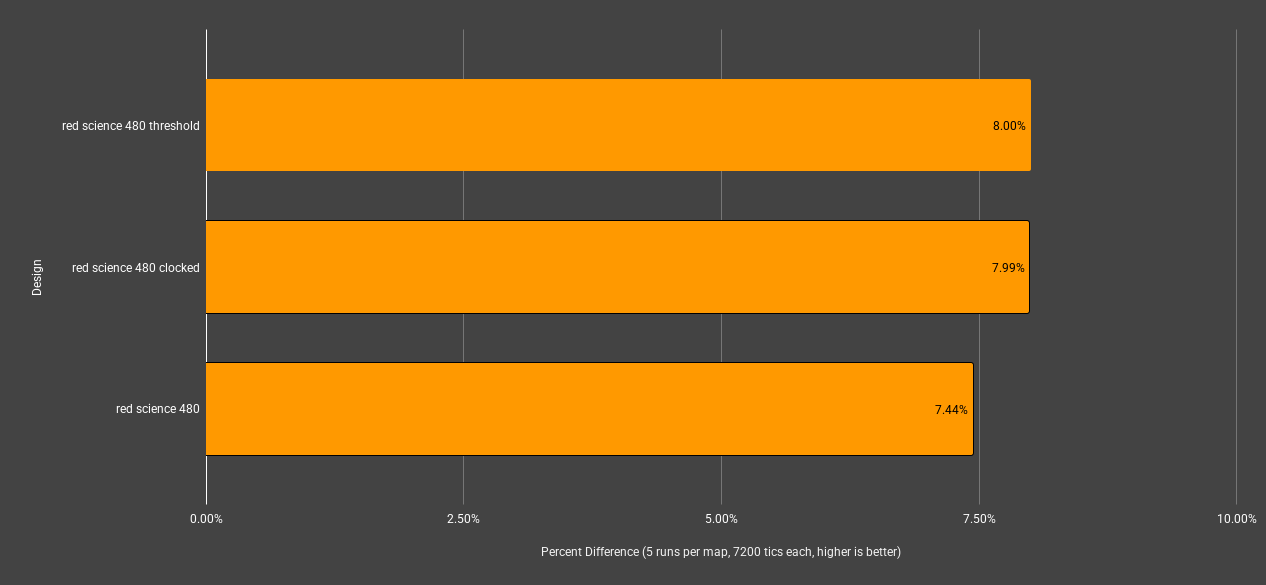 red science 480 threshold
8.00%
red science 480 clocked
7.99%
red science 480
7.44%
Design
0.00%
2.50%
5.00%
7.50%
10.00%
Percent Difference (5 runs per map, 7200 tics each, higher is better)